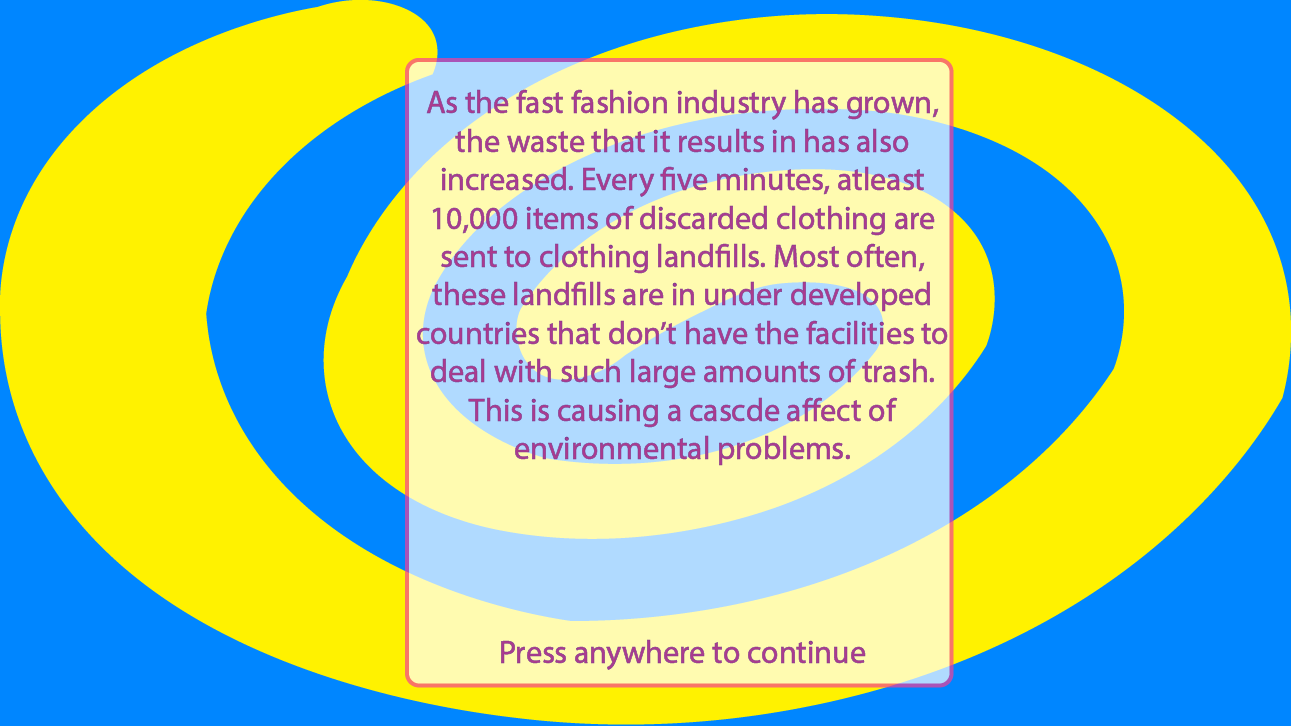 As the fast fashion industry has grown,
the waste that it results in has also
increased. Every five minutes, atleast
10,000 items of discarded clothing are
sent to clothing landfills. Most often,
these landfills are in under developed
countries that don’t have the facilities to
deal with such large amounts of trash.
This is causing a cascde affect of
environmental problems.
Press anywhere to continue